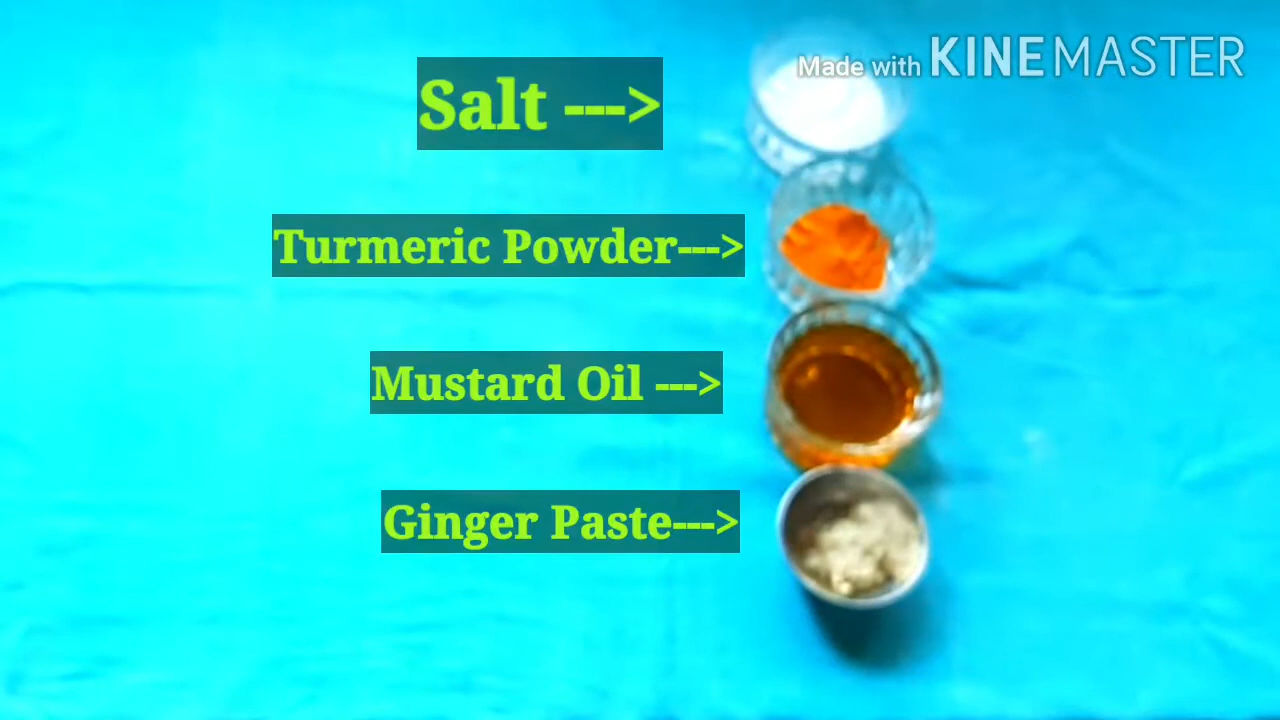 Made with KINEMASTER
Salt --->
Turmeric Powder--->
Mustard Oil --->
Ginger Paste--->